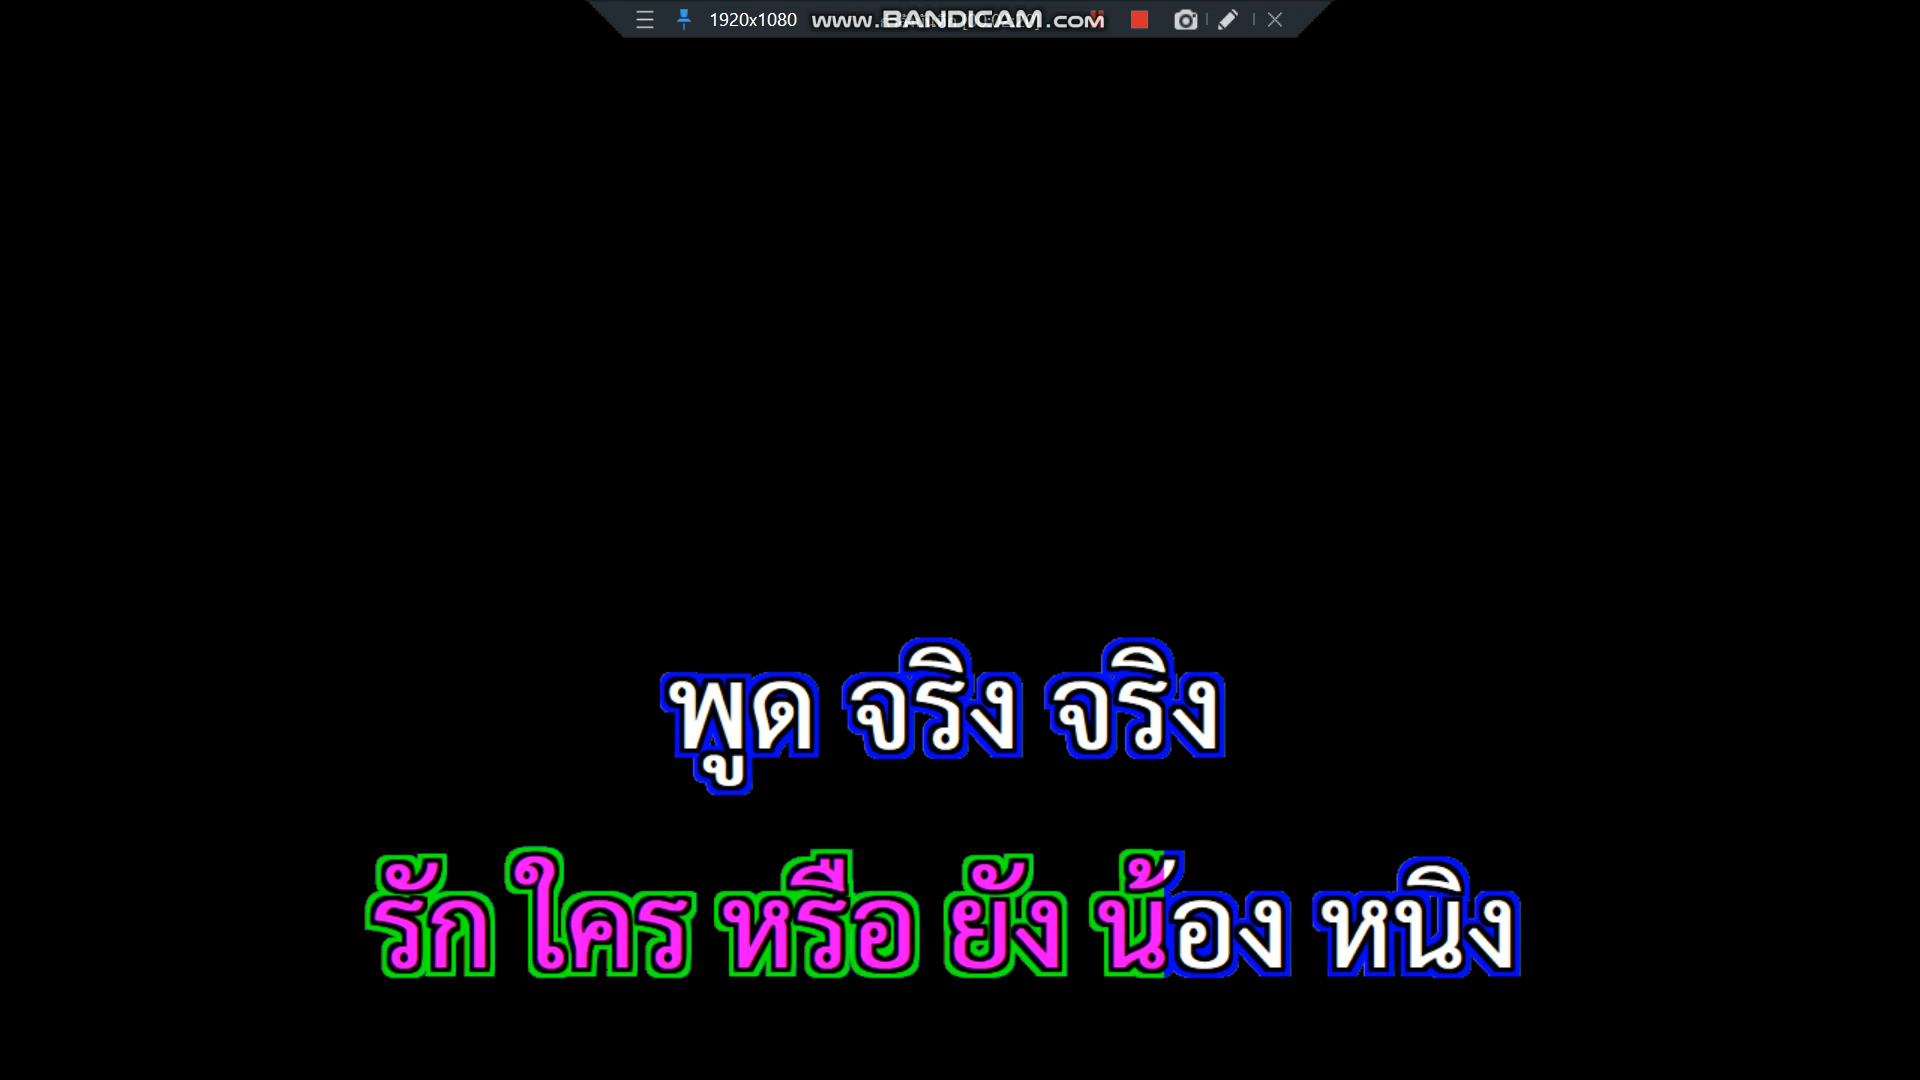 1920x1080
www.BANDICAM.com
พูด จริง จริง
รัก ใคร หรือ ยัง น้อง หนิง